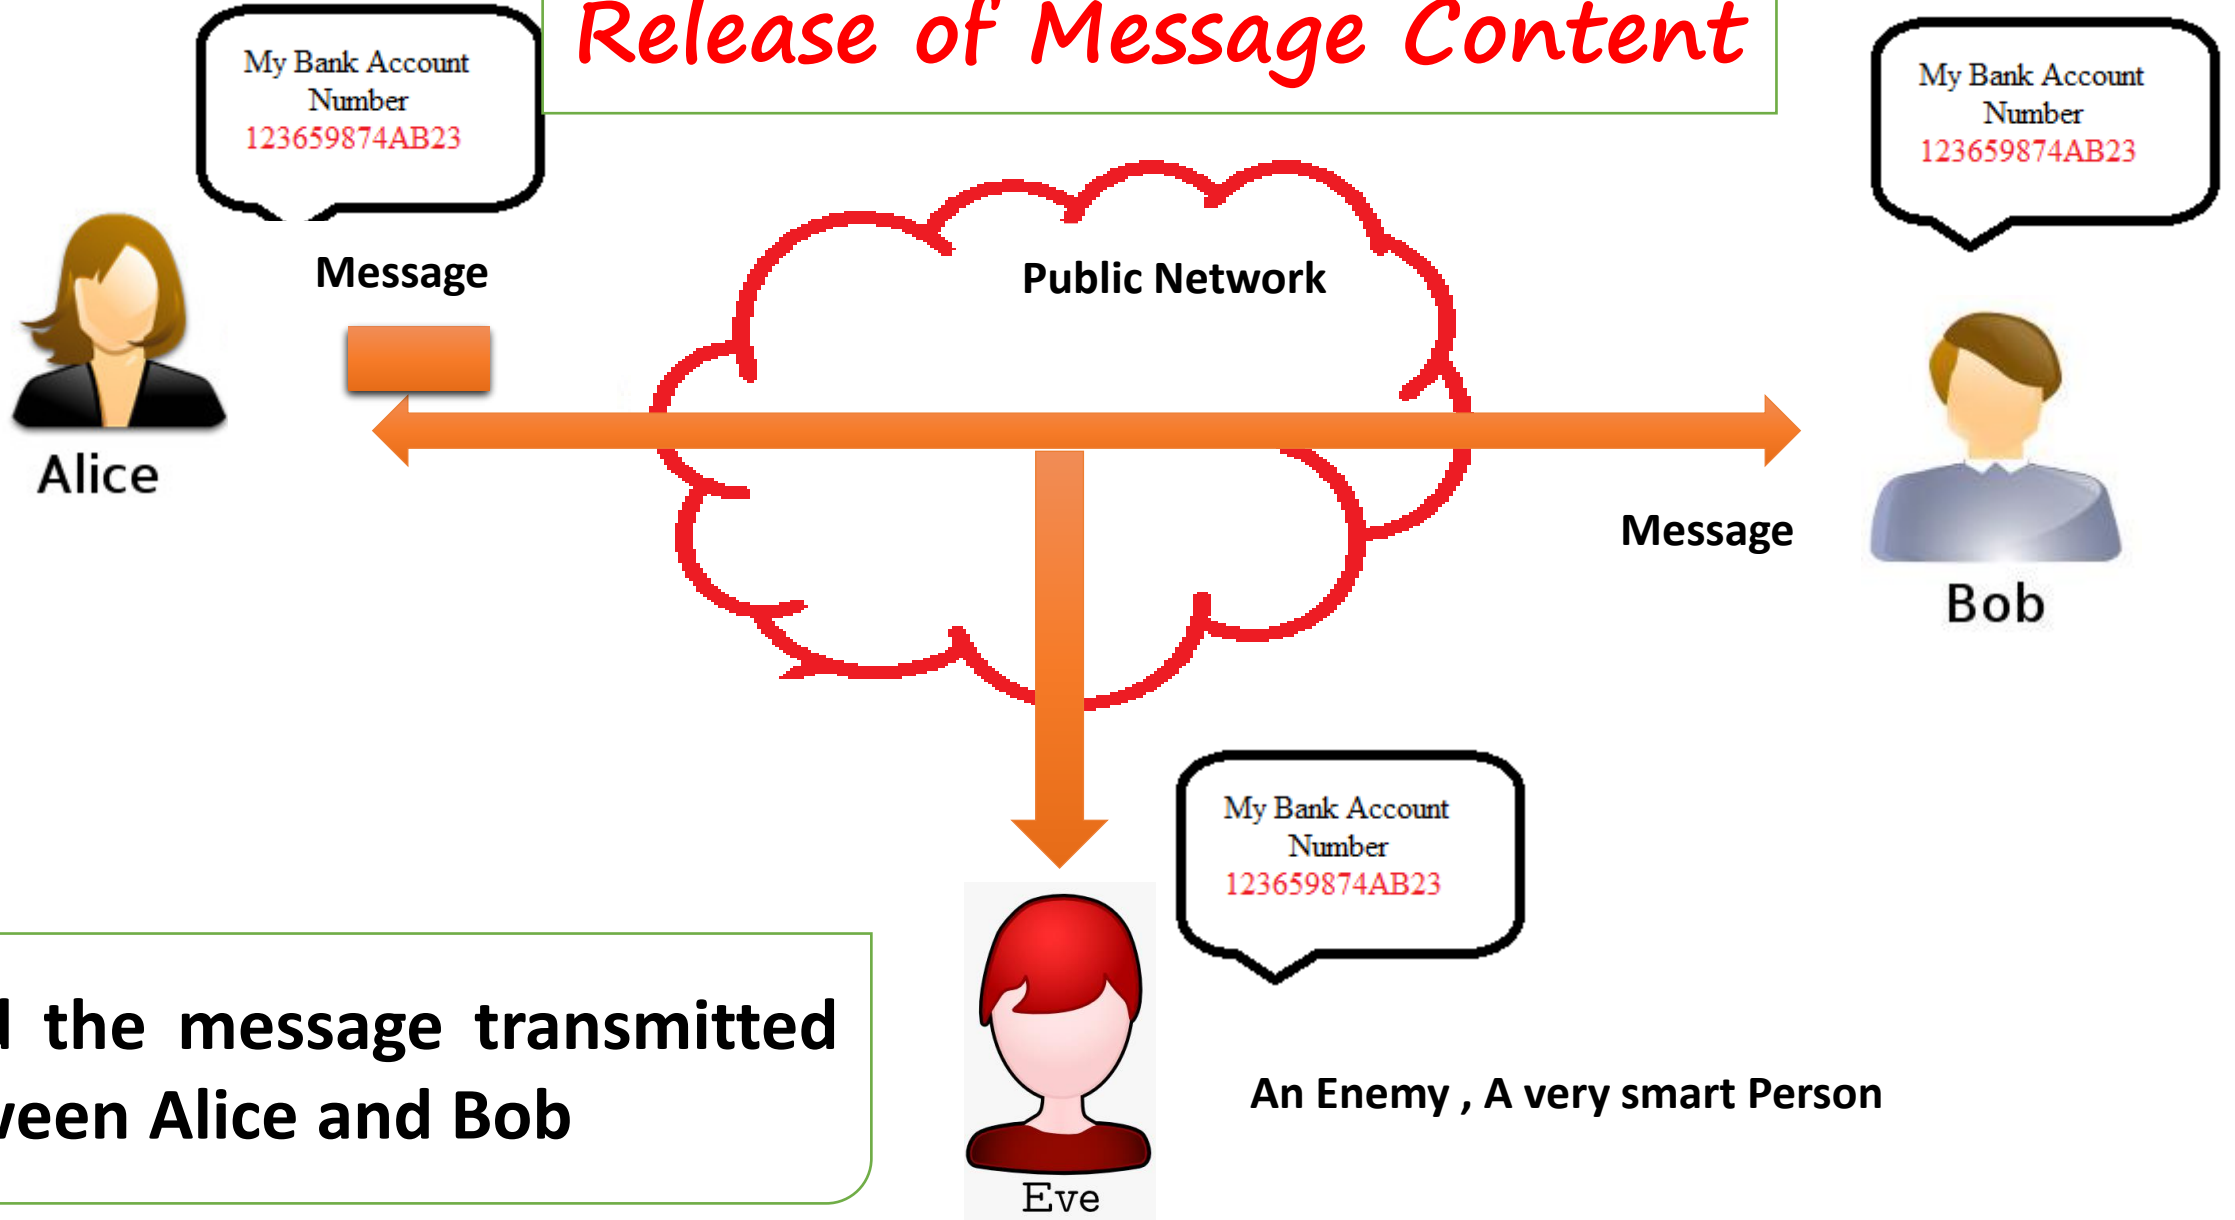 Release of Message Content
My Bank Account
Number
123659874AB23
My Bank Account
Number
123659874AB23
Message
Public Network
Alice
Message
Bob
My Bank Account
Number
123659874AB23
the message transmitted
Alice and Bob
An Enemy , A very smart Person
Eve